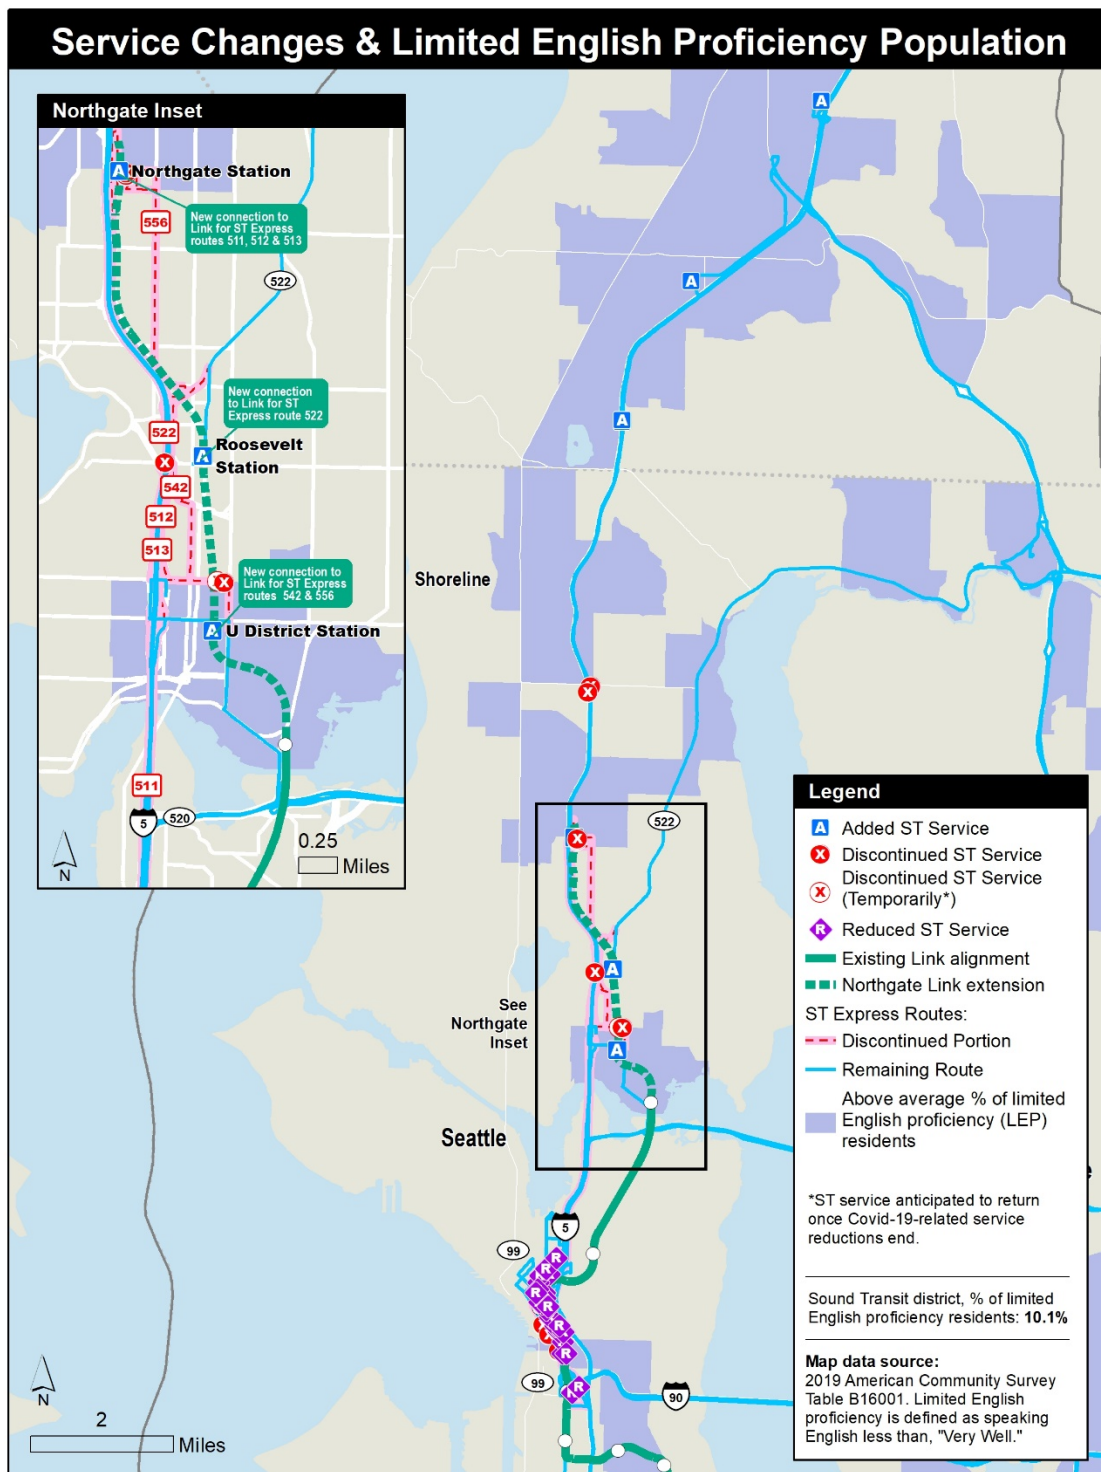 Service Changes & Limited English Proficiency Population
Northgate Inset
A Northgate Station
556
New connection to
Link for ST Express
routes 511, 512 & 513
522
New connection
to Link for ST
Express route 522
522
A Roosevelt
Station
X
542
512
513
New connection to
Link for ST Express
routes 542 & 556
X
A U District Station
511
5
520
0.25
Miles
N
A
A
A
Shoreline
X
522
X
X
A
See
Northgate
Inset
X
A
Seattle
5
99
R
R
R
R
R
R
99
R
90
N
2
Miles
Legend
A Added ST Service
X Discontinued ST Service
X Discontinued ST Service
(Temporarily*)
R Reduced ST Service
Existing Link alignment
Northgate Link extension
ST Express Routes:
Discontinued Portion
Remaining Route
Above average % of limited
English proficiency (LEP)
residents
*ST service anticipated to return
once Covid-19-related service
reductions end.
Sound Transit district, % of limited
English proficiency residents: 10.1%
Map data source:
2019 American Community Survey
Table B16001. Limited English
proficiency is defined as speaking
English less than, "Very Well."